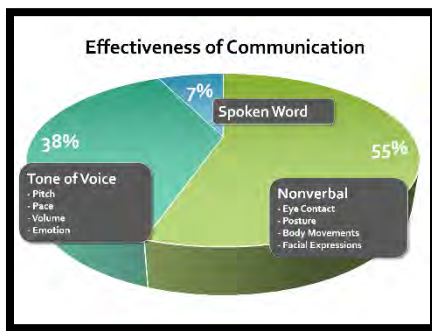 Effectiveness of Communication
7%
Spoken Word
38%
55%
Tone of Voice
- Pitch
- Pace
- Volume
- Emotion
Nonverbal
- Eye Contact
- Posture
- Body Movements
- Facial Expressions